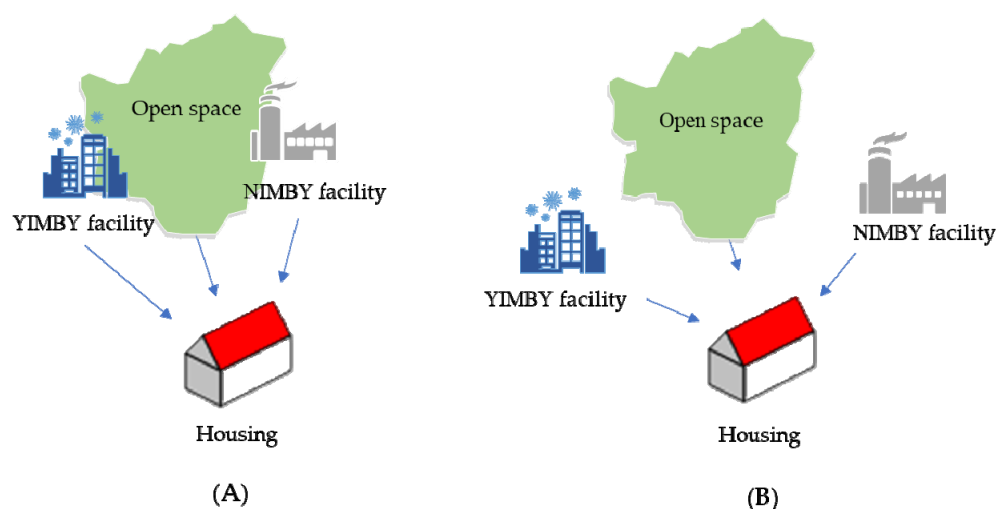 Open space
YIMBY facility
NIMBY facility
Housing
(A)
Open space
NIMBY facility
YIMBY facility
Housing
(B)